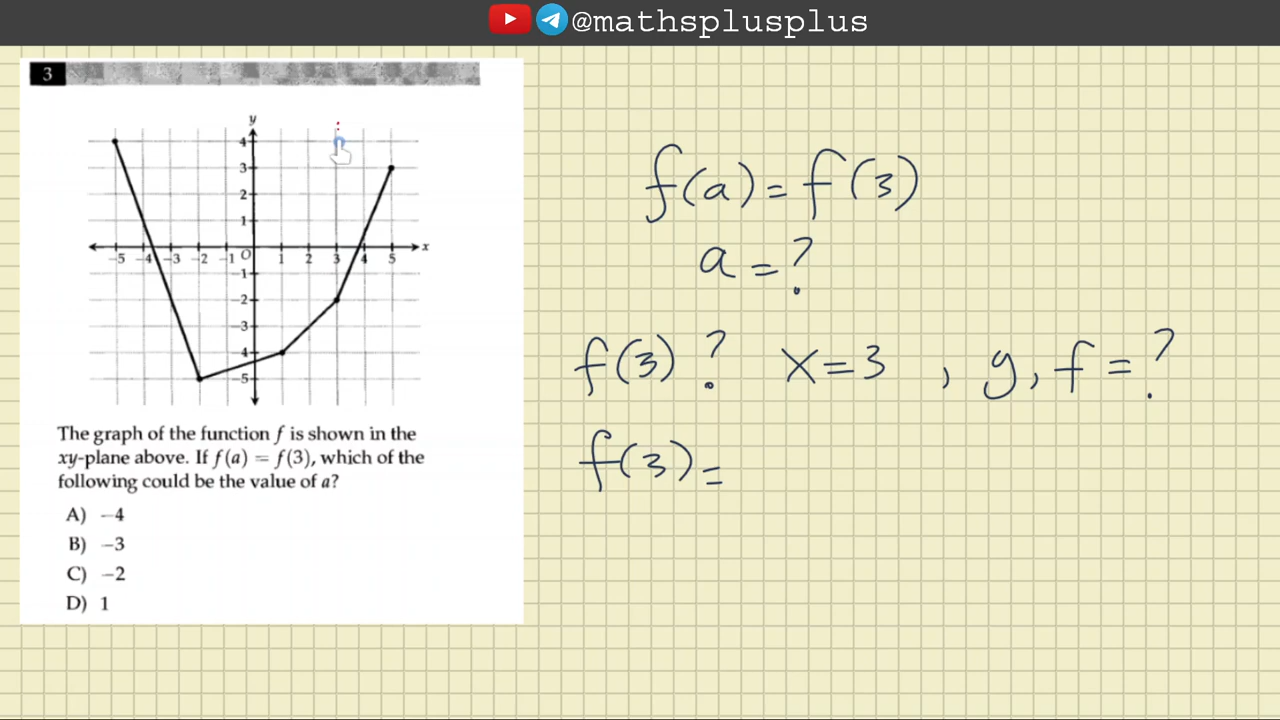 @mathsplusplus
3
y
4
3
2
1
-5 -4 -3 -2 -1 O 1 2 3 4 5 x
-1
-2
-3
4
-5
The graph of the function f is shown in the
xy-plane above. If f(a) = f(3), which of the
following could be the value of a?
A) -4
B) -3
C) -2
D) 1
f(a) = f(3)
a = ?
f(3) ? x = 3 , y, f = ?
f(3) =